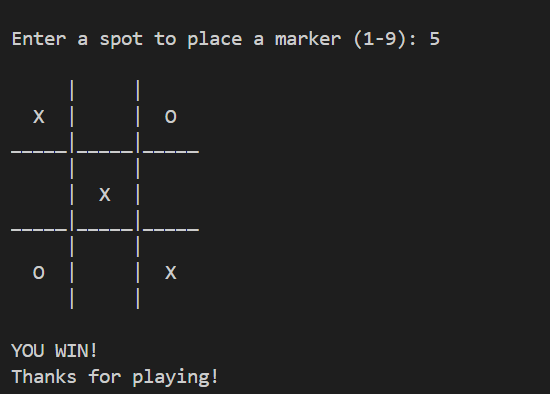 Enter a spot to place a marker (1-9): 5
     |     |
  X  |     |  O
_____|_____|_____
     |     |
     |  X  |
_____|_____|_____
     |     |
  O  |     |  X
     |     |
YOU WIN!
Thanks for playing!